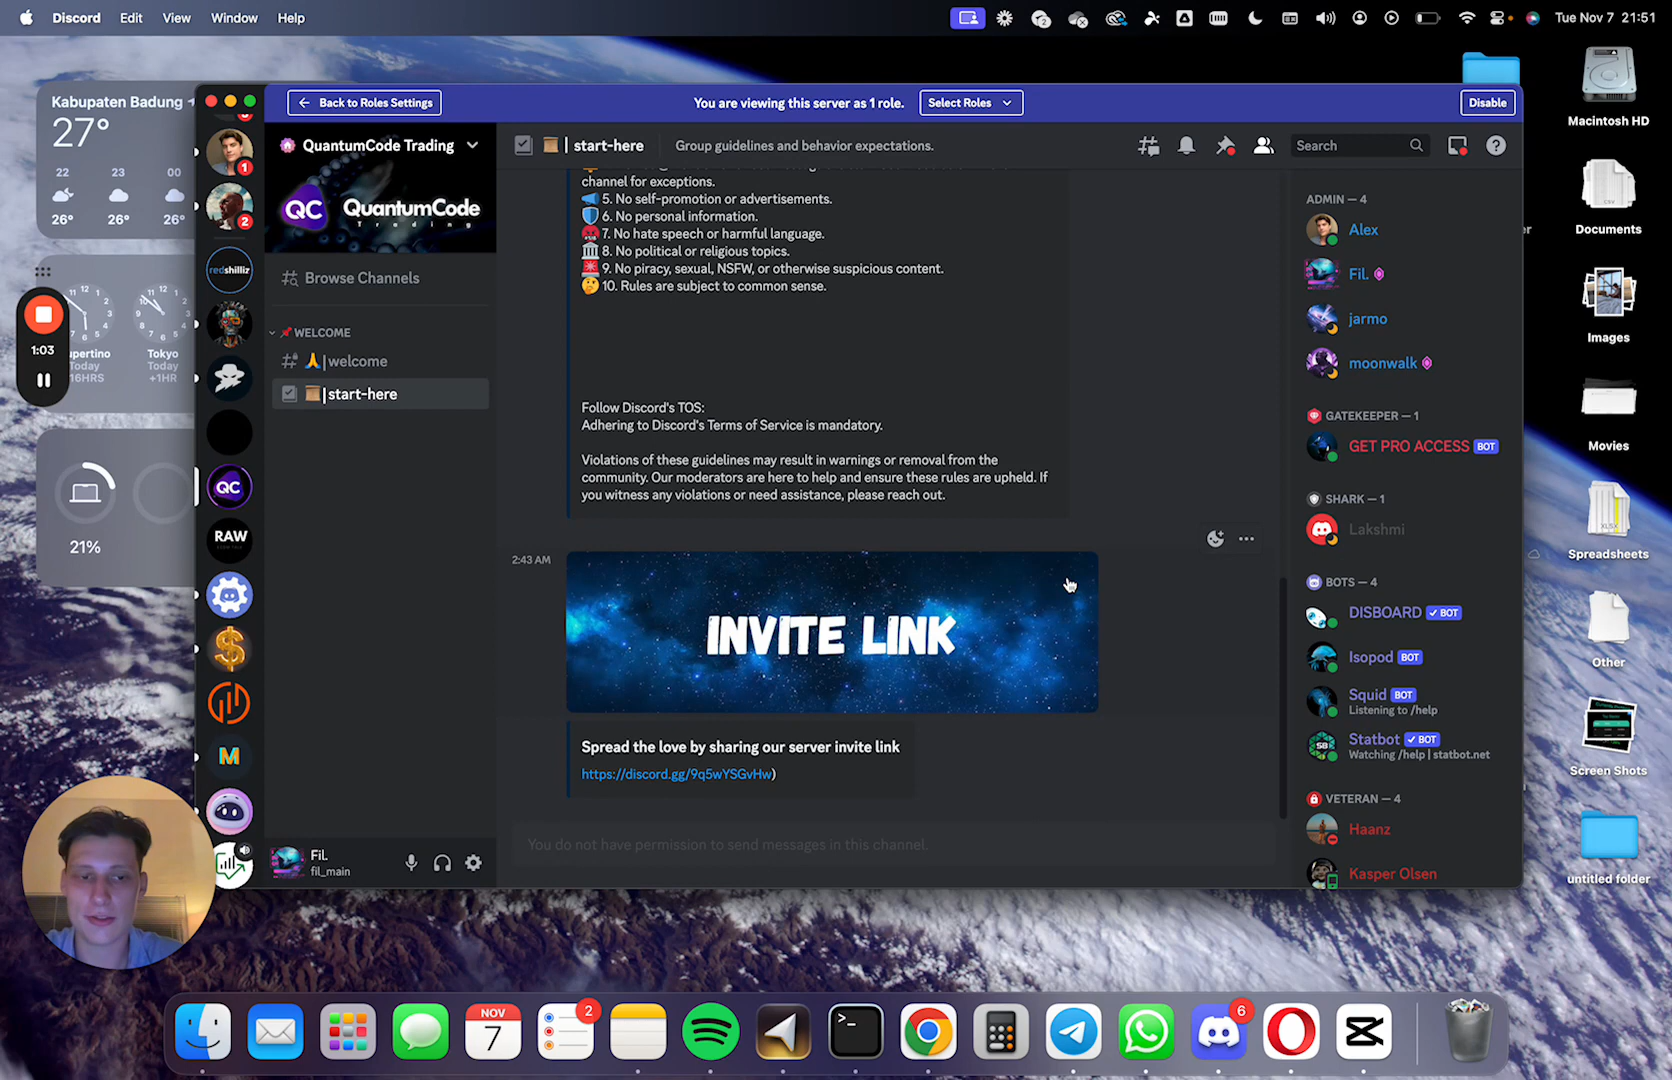 Discord Edit View Window Help
Tue Nov 7 21:51
Kabupaten Badung
27°
22 23 00
26° 26° 26°
1:03
Tokyo
Today Today
16HRS +1HR
21%
Back to Roles Settings
You are viewing this server as 1 role.
Select Roles
Disable
QuantumCode Trading
QC QuantumCode
Trading
Browse Channels
WELCOME
welcome
start-here
start-here
Group guidelines and behavior expectations.
Search
channel for exceptions.
5. No self-promotion or advertisements.
6. No personal information.
7. No hate speech or harmful language.
8. No political or religious topics.
9. No piracy, sexual, NSFW, or otherwise suspicious content.
10. Rules are subject to common sense.
Follow Discord's TOS:
Adhering to Discord's Terms of Service is mandatory.
Violations of these guidelines may result in warnings or removal from the
community. Our moderators are here to help and ensure these rules are upheld. If
you witness any violations or need assistance, please reach out.
2:43 AM
INVITE LINK
Spread the love by sharing our server invite link
https://discord.gg/9q5wYSGvHw)
You do not have permission to send messages in this channel.
ADMIN — 4
Alex
Fil.
jarmo
moonwalk
GATEKEEPER — 1
GET PRO ACCESS BOT
SHARK — 1
Lakshmi
BOTS — 4
DISBOARD BOT
Isopod BOT
Squid BOT
Listening to /help
Statbot BOT
Watching /help | statbot.net
VETERAN — 4
Haanz
Kasper Olsen
1
2
redshilliz
QC
RAW
M
Fil.
fil_main
Macintosh HD
CSV
Documents
Images
Movies
XLSX
Spreadsheets
Other
Screen Shots
untitled folder
2
NOV
7
6